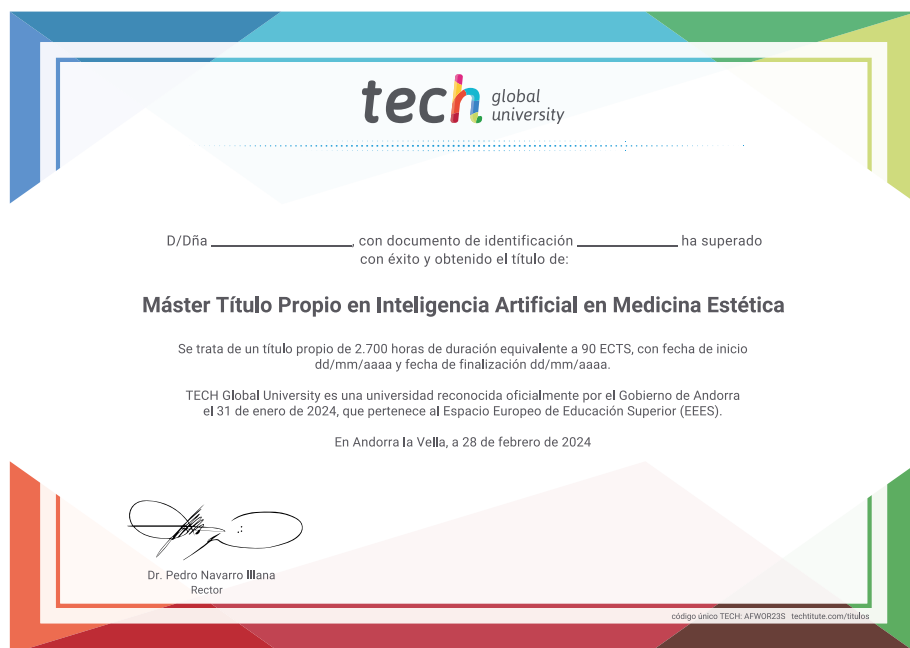 tech global university
D/Dña __________________, con documento de identificación ____________ ha superado
con éxito y obtenido el título de:
Máster Título Propio en Inteligencia Artificial en Medicina Estética
Se trata de un título propio de 2.700 horas de duración equivalente a 90 ECTS, con fecha de inicio
dd/mm/aaaa y fecha de finalización dd/mm/aaaa.
TECH Global University es una universidad reconocida oficialmente por el Gobierno de Andorra
el 31 de enero de 2024, que pertenece al Espacio Europeo de Educación Superior (EEES).
En Andorra la Vella, a 28 de febrero de 2024
Dr. Pedro Navarro Illana
Rector
código único TECH: AFWOR23S techtitute.com/titulos